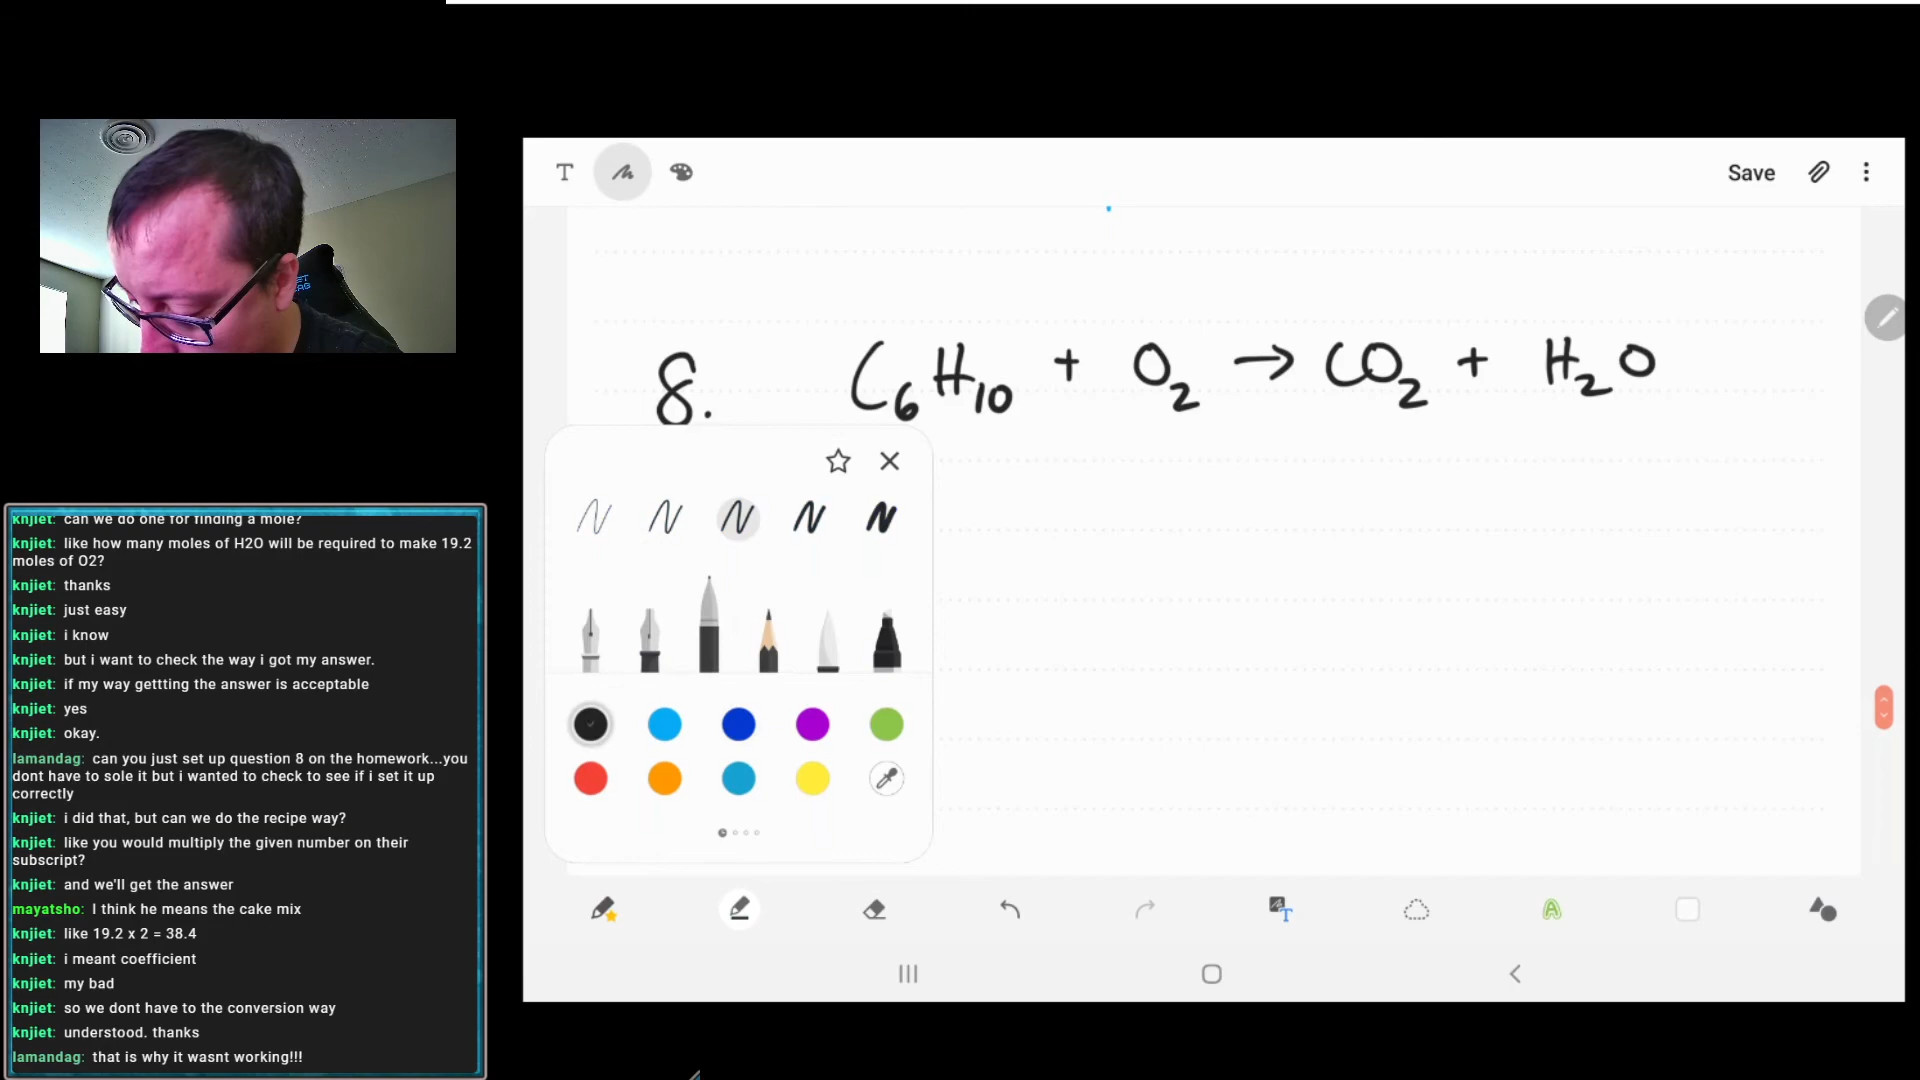 Save
8. C6H10 + O2 → CO2 + H2O
knjiet: can we do one for finding a mole?
knjiet: like how many moles of H2O will be required to make 19.2
moles of O2?
knjiet: thanks
knjiet: just easy
knjiet: i know
knjiet: but i want to check the way i got my answer.
knjiet: if my way gettting the answer is acceptable
knjiet: yes
knjiet: okay.
lamandag: can you just set up question 8 on the homework...you
dont have to sole it but i wanted to check to see if i set it up
correctly
knjiet: i did that, but can we do the recipe way?
knjiet: like you would multiply the given number on their
subscript?
knjiet: and we'll get the answer
mayatsho: I think he means the cake mix
knjiet: like 19.2 x 2 = 38.4
knjiet: i meant coefficient
knjiet: my bad
knjiet: so we dont have to the conversion way
knjiet: understood. thanks
lamandag: that is why it wasnt working!!!